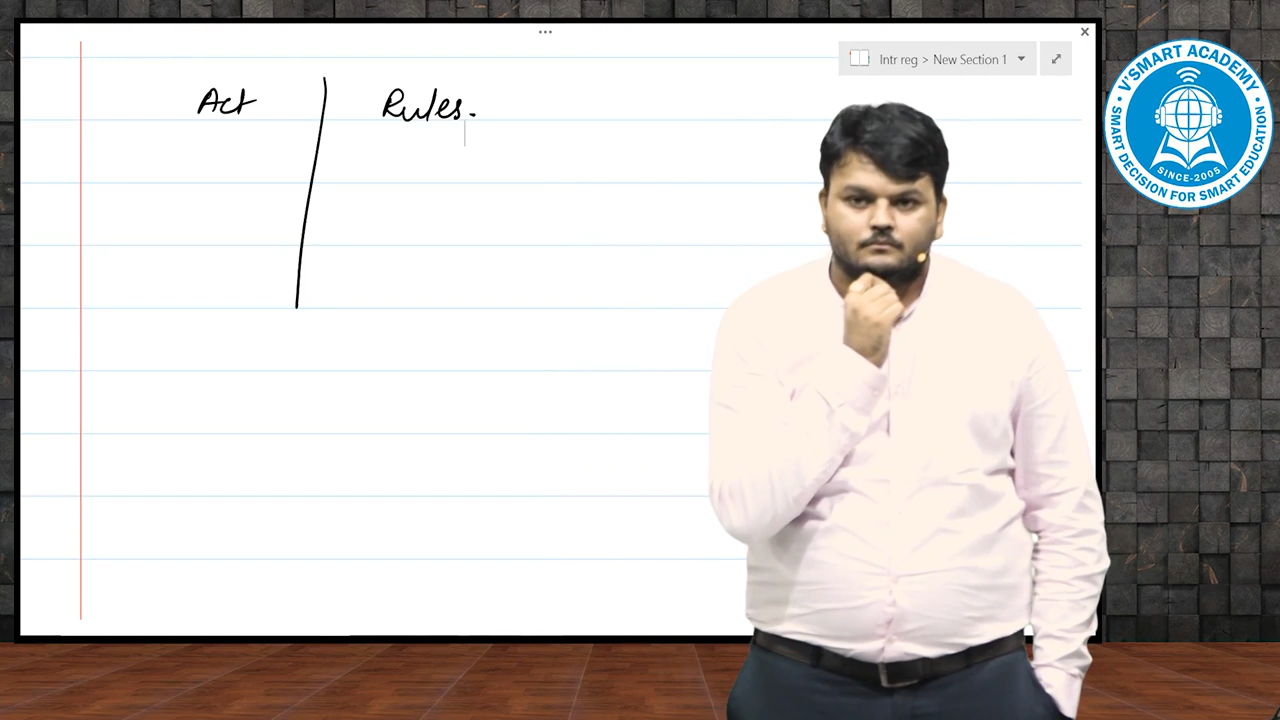 ...
Intr reg > New Section 1
Act Rules.
V'SMART ACADEMY
SINCE-2005
SMART DECISION FOR SMART EDUCATION